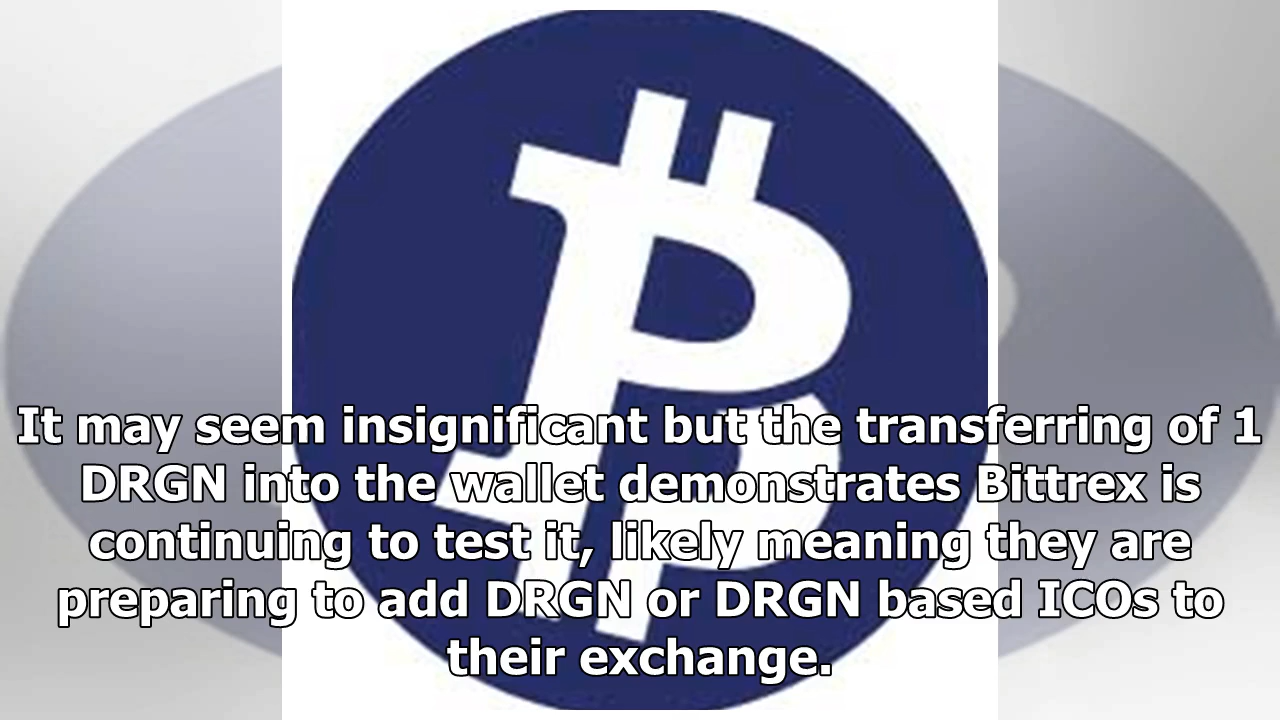 It may seem insignificant but the transferring of 1
DRGN into the wallet demonstrates Bittrex is
continuing to test it, likely meaning they are
preparing to add DRGN or DRGN based ICOs to
their exchange.